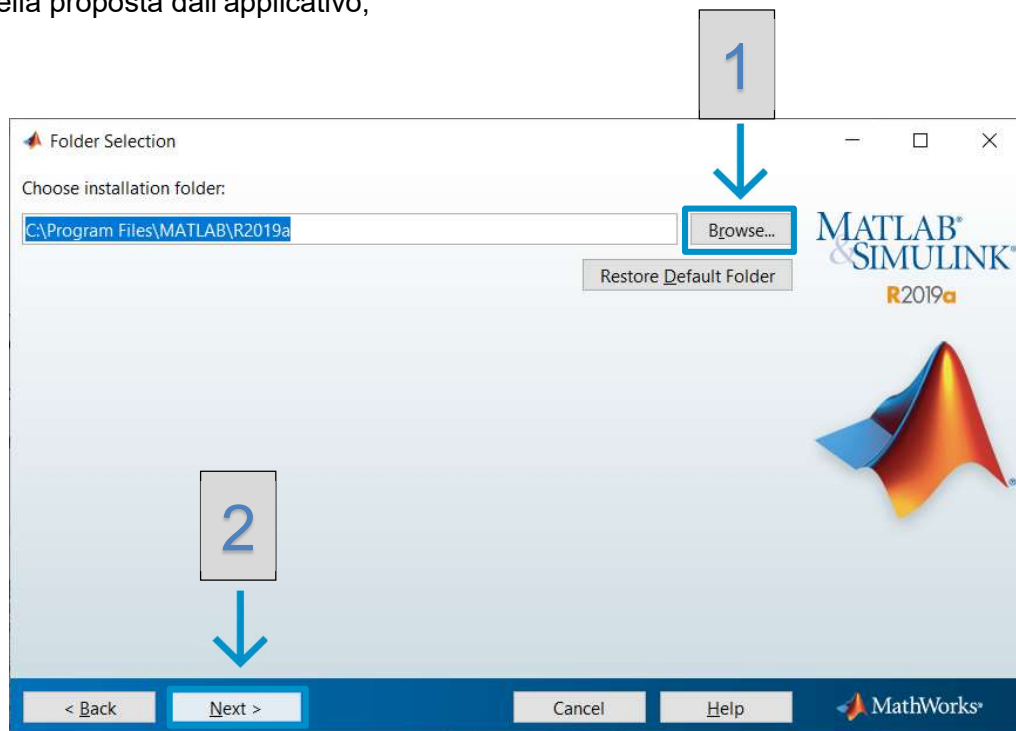 proposta dall'applicativo,
1
Folder Selection
Choose installation folder:
C:\Program Files\MATLAB\R2019a
Browse...
Restore Default Folder
MATLAB®
&SIMULINK®
R2019a
2
< Back
Next >
Cancel
Help
MathWorks®